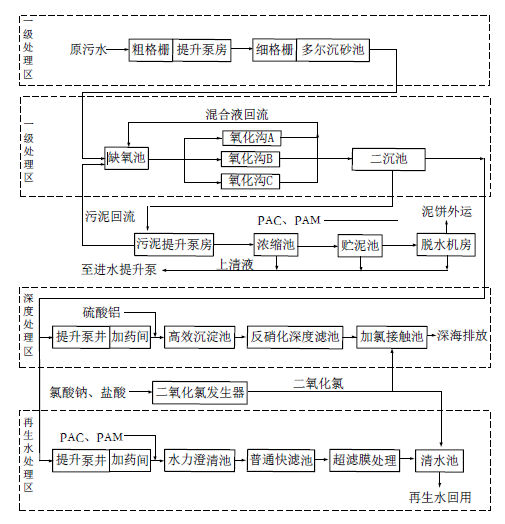 一级处理区
原污水
粗格栅
提升泵房
细格栅
多尔沉砂池
一级处理区
混合液回流
缺氧池
氧化沟A
氧化沟B
氧化沟C
二沉池
污泥回流
PAC、PAM
泥饼外运
污泥提升泵房
浓缩池
贮泥池
脱水机房
至进水提升泵
上清液
深度处理区
硫酸铝
提升泵井
加药间
高效沉淀池
反硝化深度滤池
加氯接触池
深海排放
氯酸钠、盐酸
二氧化氯发生器
二氧化氯
再生水处理区
PAC、PAM
提升泵井
加药间
水力澄清池
普通快滤池
超滤膜处理
清水池
再生水回用